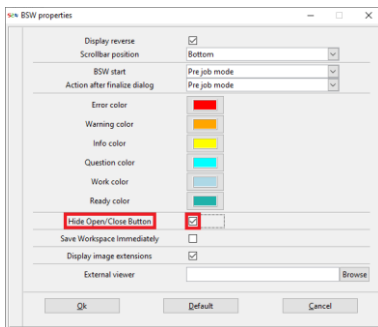 BSW properties
Display reverse
Scrollbar position Bottom
BSW start Pre job mode
Action after finalize dialog Pre job mode
Error color
Warning color
Info color
Question color
Work color
Ready color
Hide Open/Close Button
Save Workspace Immediately
Display image extensions
External viewer Browse
Ok Default Cancel